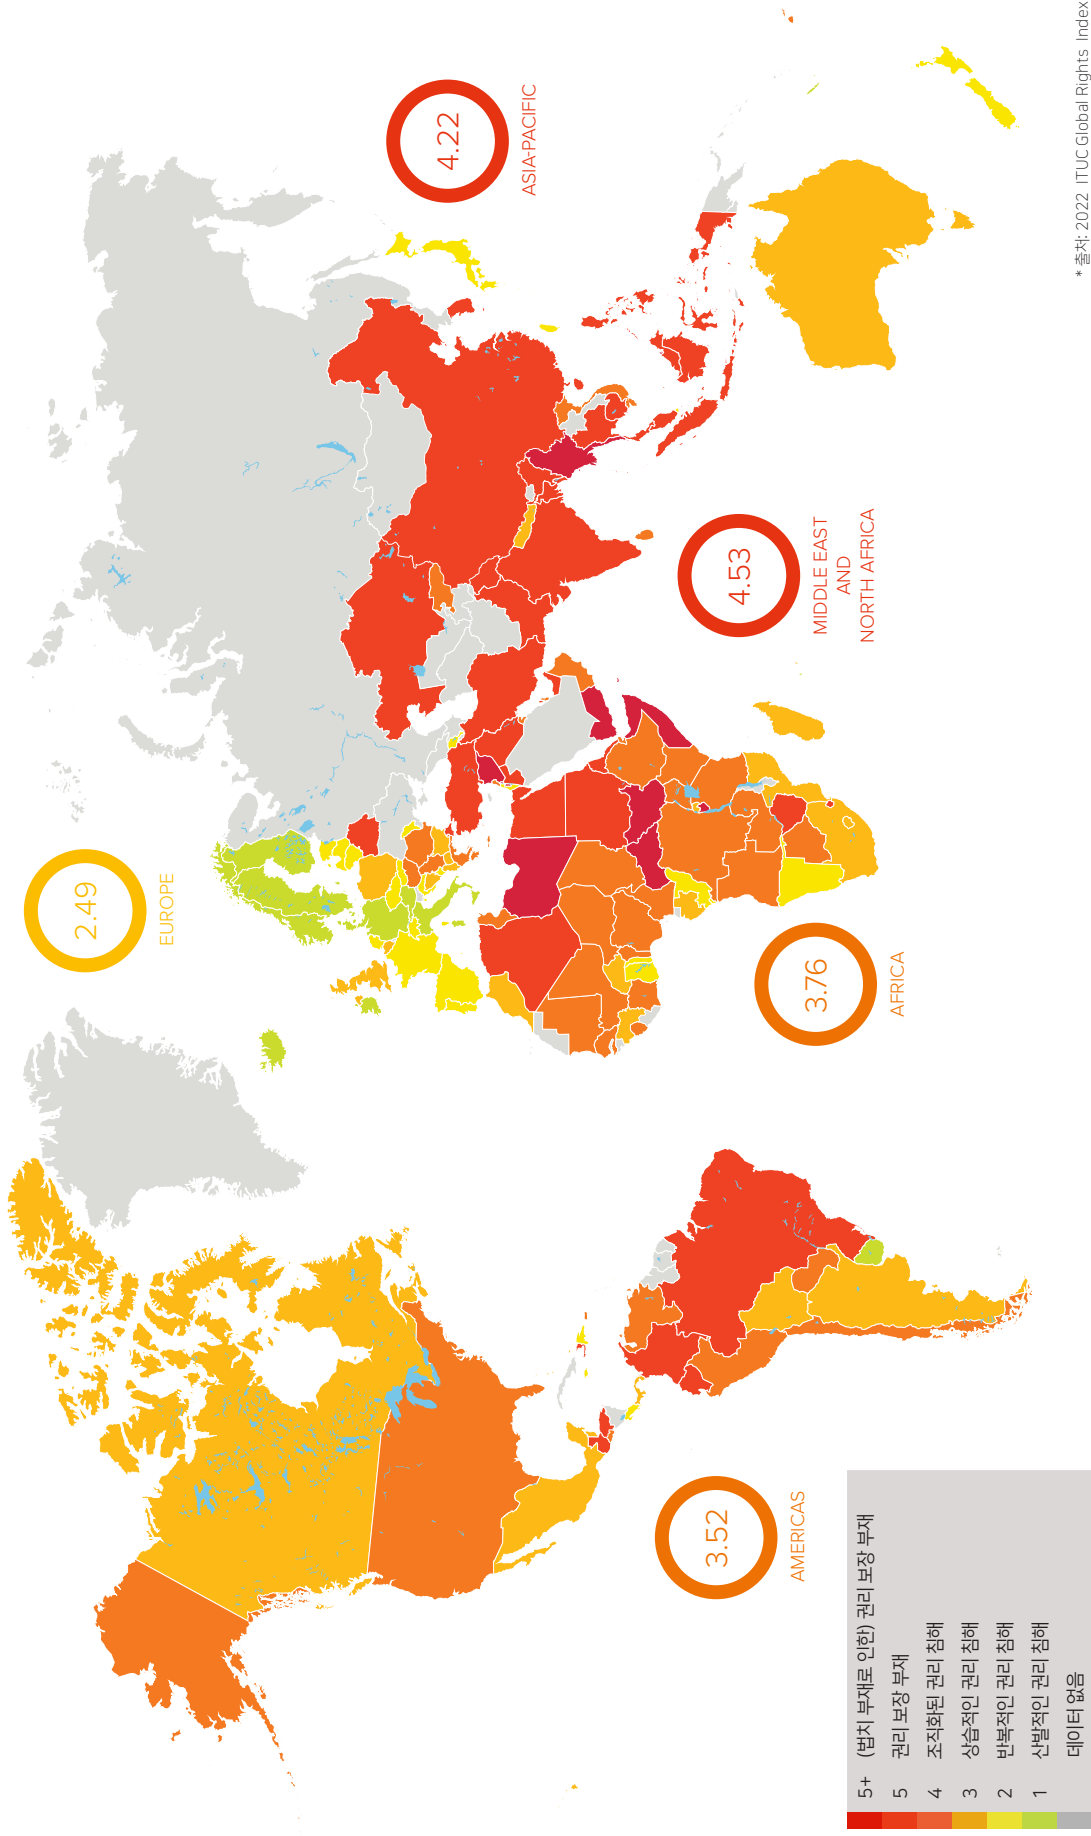 2.49
EUROPE
4.22
ASIA-PACIFIC
4.53
MIDDLE EAST
AND
NORTH AFRICA
3.76
AFRICA
3.52
AMERICAS
5+ (법치 부재로 인한) 권리 보장 부재
5 권리 보장 부재
4 조직화된 권리 침해
3 상습적인 권리 침해
2 반복적인 권리 침해
1 산발적인 권리 침해
데이터 없음
* 출처: 2022 ITUC Global Rights Index